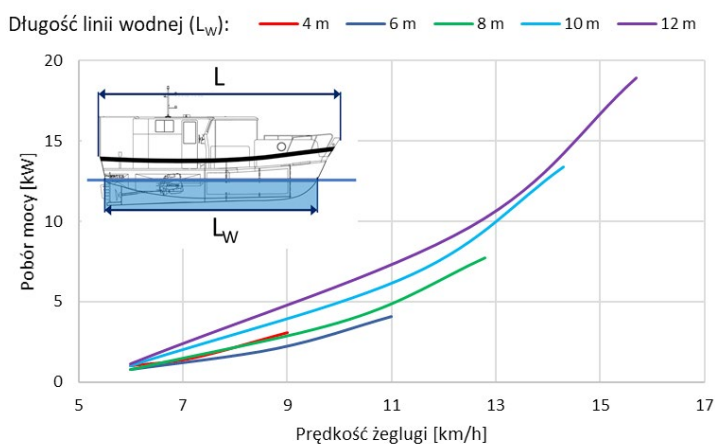 Długość linii wodnej (L_W): 4 m 6 m 8 m 10 m 12 m
20
15
10
5
0
Pobór mocy [kW]
L
L_W
5 7 9 11 13 15 17
Prędkość żeglugi [km/h]